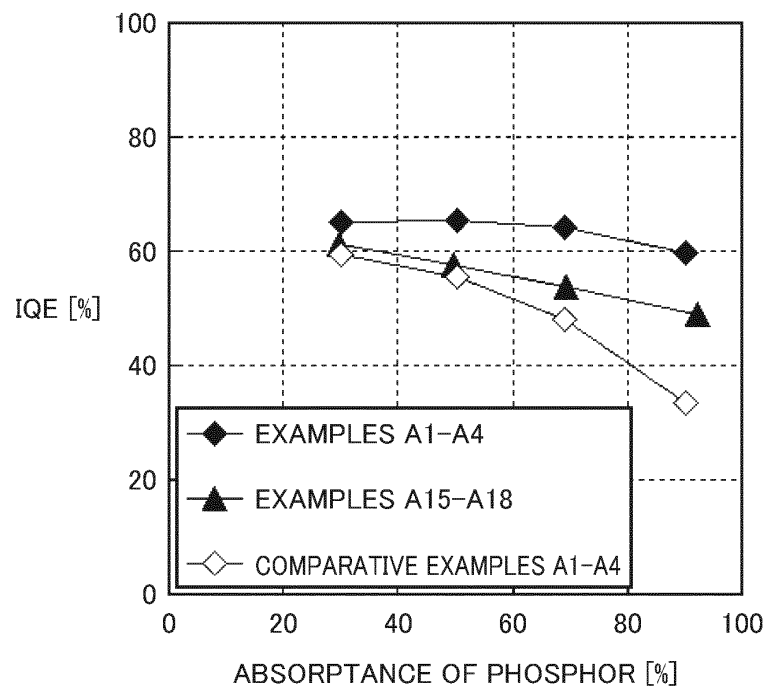 100
80
60
40
20
0
IQE [%]
EXAMPLES A1-A4
EXAMPLES A15-A18
COMPARATIVE EXAMPLES A1-A4
0 20 40 60 80 100
ABSORPTANCE OF PHOSPHOR [%]